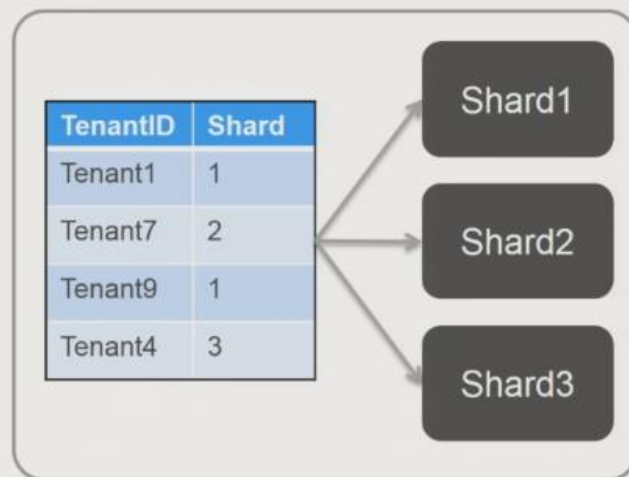 TenantID Shard
Tenant1 1
Tenant7 2
Tenant9 1
Tenant4 3
Shard1
Shard2
Shard3